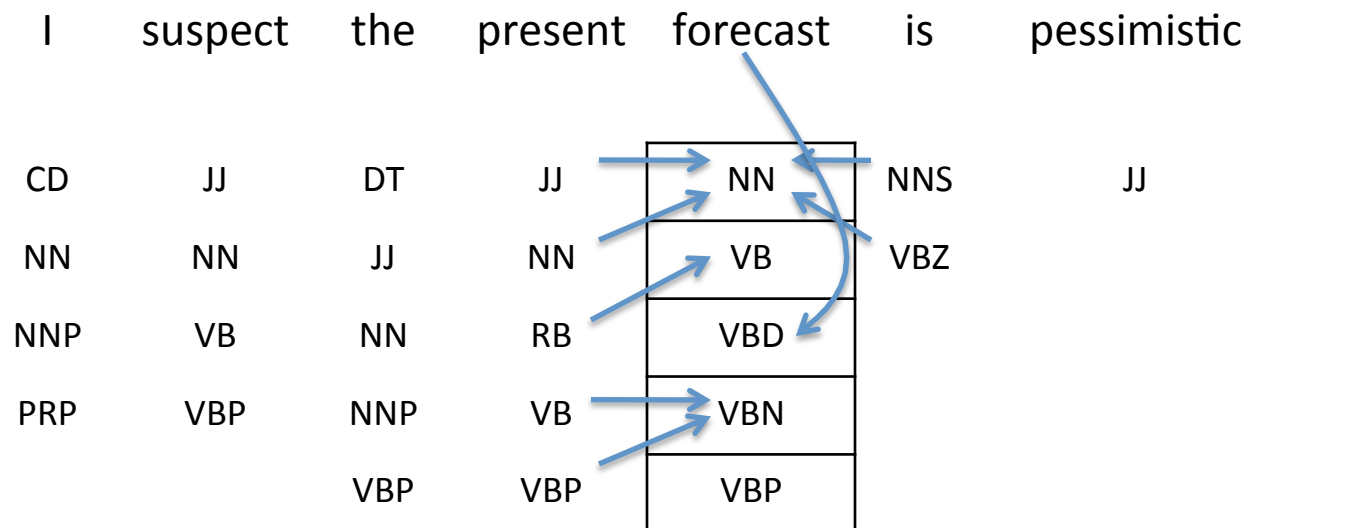 I suspect the present forecast is pessimistic
CD JJ DT JJ NN NNS JJ
NN NN JJ NN VB VBZ
NNP VB NN RB VBD
PRP VBP NNP VB VBN
VBP VBP VBP